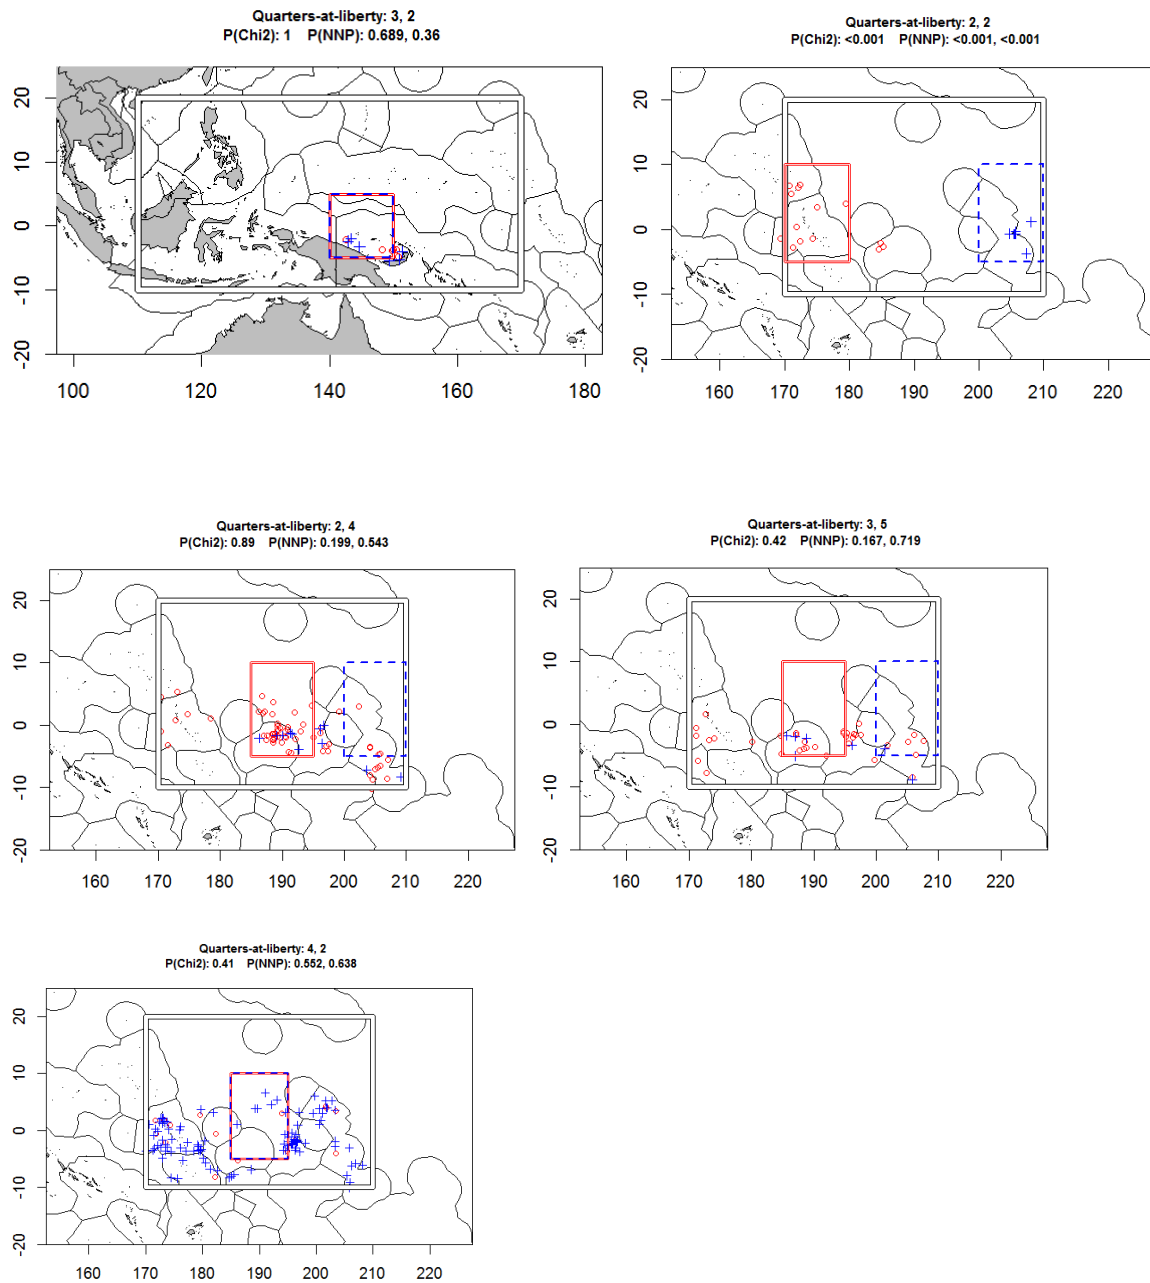 Quarters-at-liberty: 3, 2
P(Chi2): 1 P(NNP): 0.689, 0.36
20
10
0
-10
-20
100 120 140 160 180
Quarters-at-liberty: 2, 2
P(Chi2): <0.001 P(NNP): <0.001, <0.001
20
10
0
-10
-20
160 170 180 190 200 210 220
Quarters-at-liberty: 2, 4
P(Chi2): 0.89 P(NNP): 0.199, 0.543
20
10
0
-10
-20
160 170 180 190 200 210 220
Quarters-at-liberty: 3, 5
P(Chi2): 0.42 P(NNP): 0.167, 0.719
20
10
0
-10
-20
160 170 180 190 200 210 220
Quarters-at-liberty: 4, 2
P(Chi2): 0.41 P(NNP): 0.552, 0.638
20
10
0
-10
-20
160 170 180 190 200 210 220